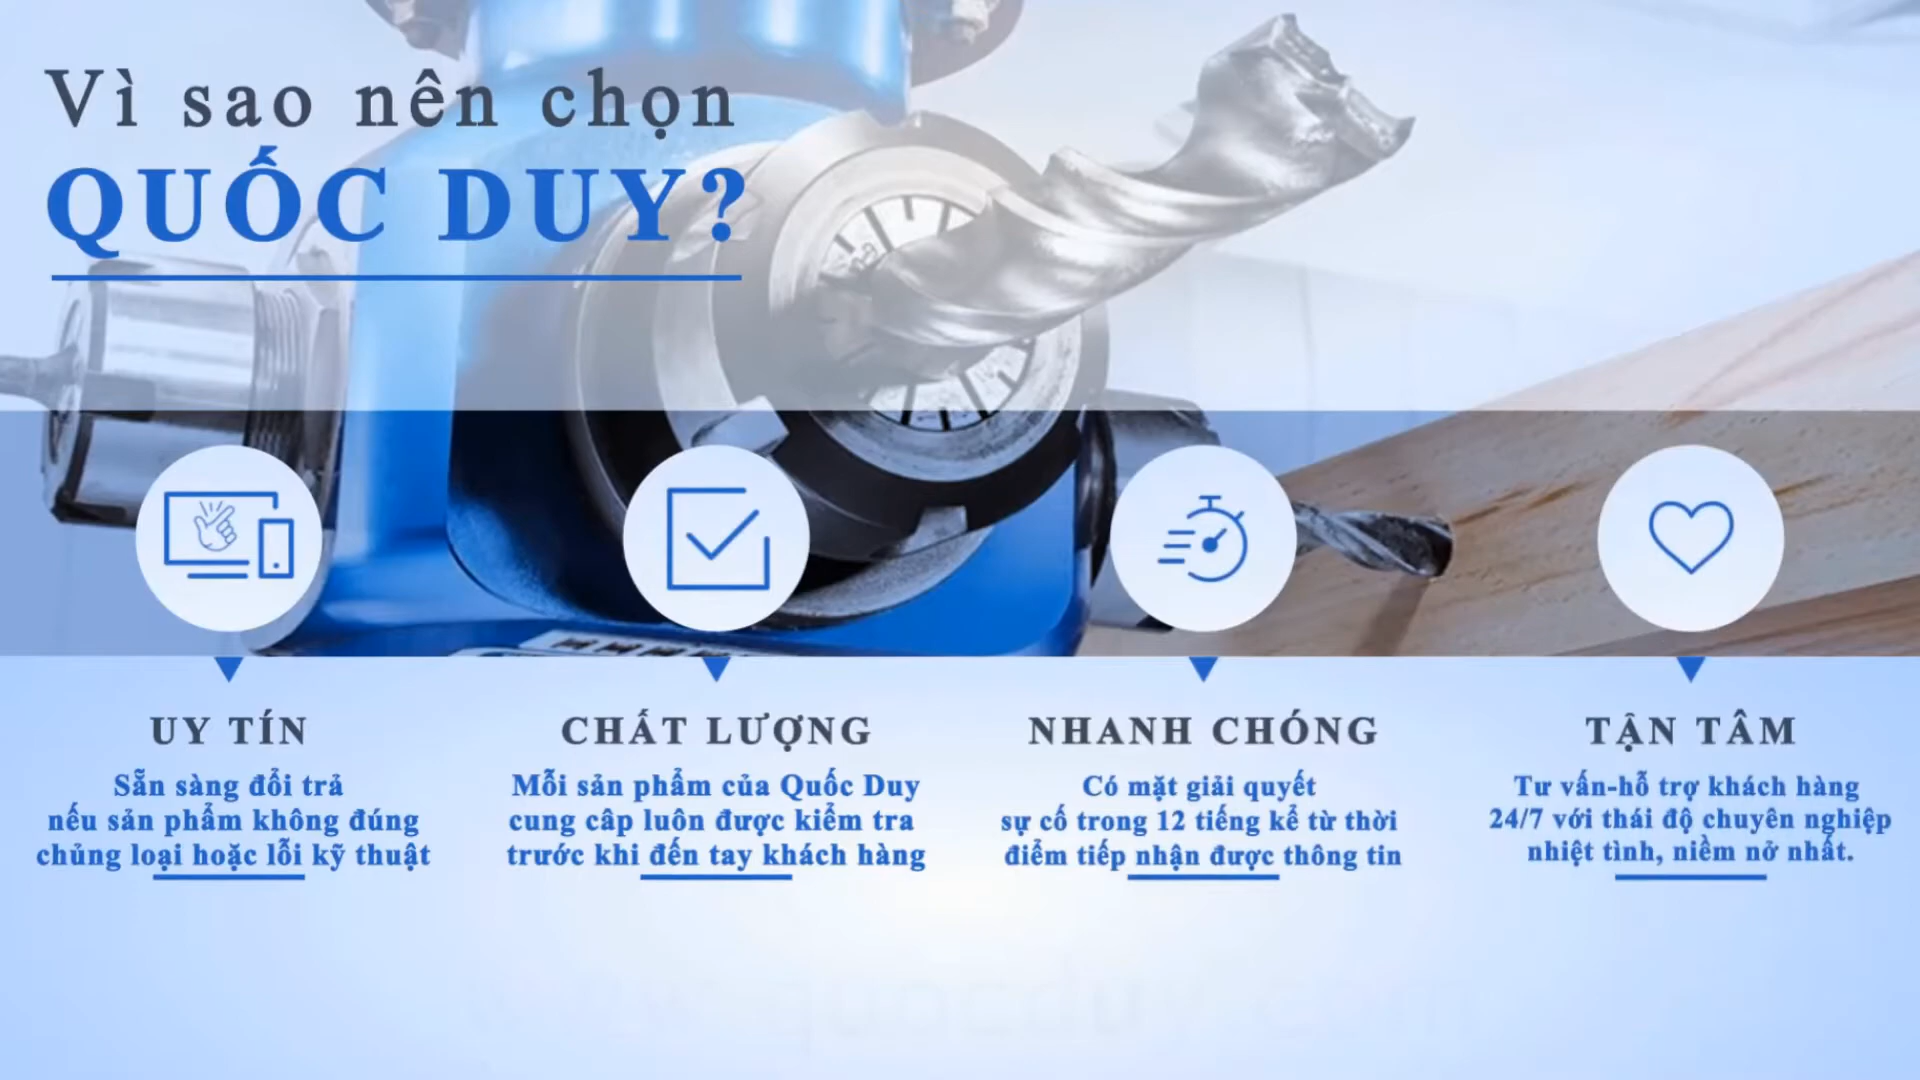 Vì sao nên chọn
QUỐC DUY?
UY TÍN
Sẵn sàng đổi trả
nếu sản phẩm không đúng
chủng loại hoặc lỗi kỹ thuật
CHẤT LƯỢNG
Mỗi sản phẩm của Quốc Duy
cung câp luôn được kiểm tra
trước khi đến tay khách hàng
NHANH CHÓNG
Có mặt giải quyết
sự cố trong 12 tiếng kể từ thời
điểm tiếp nhận được thông tin
TẬN TÂM
Tư vấn-hỗ trợ khách hàng
24/7 với thái độ chuyên nghiệp
nhiệt tình, niềm nở nhất.